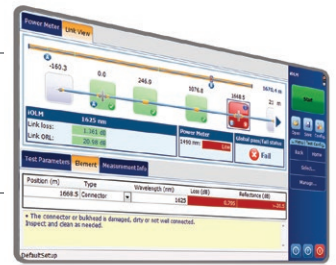 Power Meter Link View
-160.3 0.0 246.9 1076.0 1668.5
iOLM 1625 nm
Link loss: 1.361 dB
Link ORL: 20.98 dB
Power Meter
1490 nm: Low
Global pass/fail status
Fail
Start
Test Parameters Element Measurement Info
Position (m) Type Wavelength (nm) Loss (dB) Reflectance (dB)
1668.5 Connector 1625 0.701
• The connector or bulkhead is damaged, dirty or not well connected.
Inspect and clean as needed.
DefaultSetup